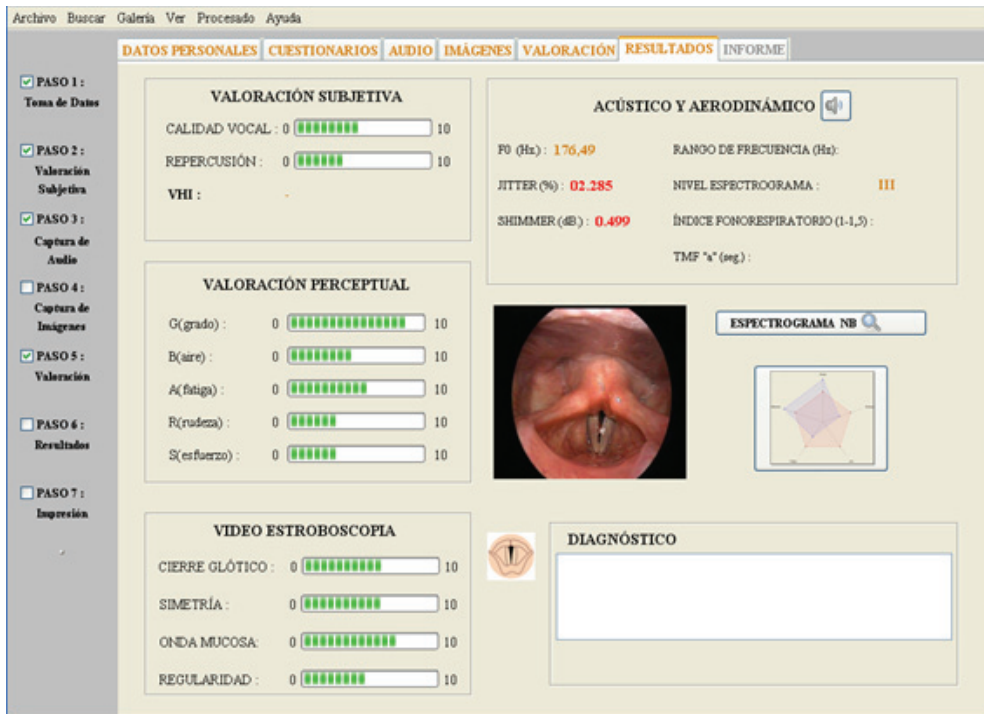 Archivo Buscar Galería Ver Procesado Ayuda
DATOS PERSONALES CUESTIONARIOS AUDIO IMÁGENES VALORACIÓN RESULTADOS INFORME
PASO 1 :
Toma de Datos
PASO 2 :
Valoración
Subjetiva
PASO 3 :
Captura de
Audio
PASO 4 :
Captura de
Imágenes
PASO 5 :
Valoración
PASO 6 :
Resultados
PASO 7 :
Impresión
VALORACIÓN SUBJETIVA
CALIDAD VOCAL : 0 10
REPERCUSIÓN : 0 10
VHI : -
VALORACIÓN PERCEPTUAL
G(grado) : 0 10
B(aire) : 0 10
A(fatiga) : 0 10
R(rudeza) : 0 10
S(esfuerzo) : 0 10
VIDEO ESTROBOSCOPIA
CIERRE GLÓTICO : 0 10
SIMETRÍA : 0 10
ONDA MUCOSA: 0 10
REGULARIDAD : 0 10
ACÚSTICO Y AERODINÁMICO
F0 (Hz.) : 176,49 RANGO DE FRECUENCIA (Hz):
JITTER (%) : 02.285 NIVEL ESPECTROGRAMA : III
SHIMMER (dB.) : 0.499 ÍNDICE FONORESPIRATORIO (1-1,5) :
TMF "a" (seg.) :
ESPECTROGRAMA NB
DIAGNÓSTICO